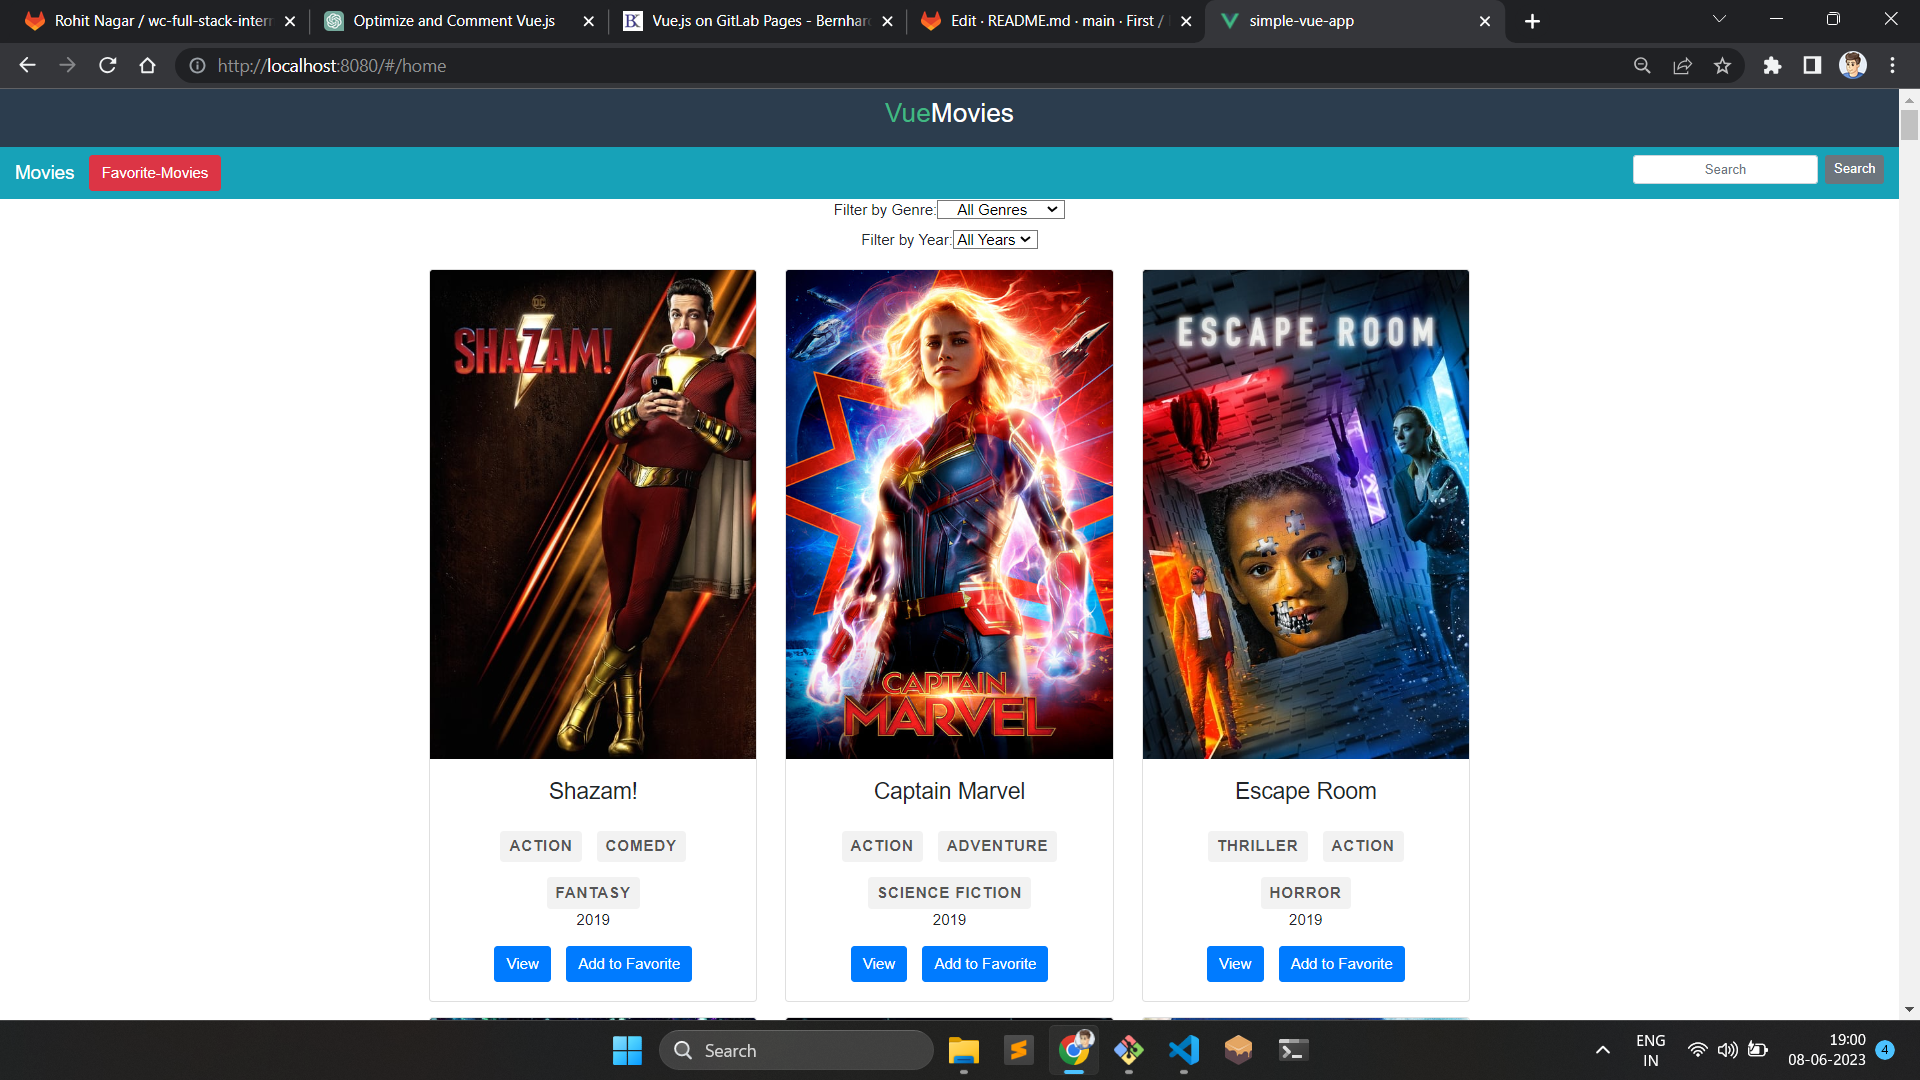 Rohit Nagar / wc-full-stack-inter
Optimize and Comment Vue.js
BK
Vue.js on GitLab Pages - Bernhar
Edit · README.md · main · First /
simple-vue-app
http://localhost:8080/#/home
VueMovies
Movies
Favorite-Movies
Search
Search
Filter by Genre: All Genres
Filter by Year: All Years
DC
SHAZAM!
CAPTAIN
MARVEL
ESCAPE ROOM
Shazam!
Captain Marvel
Escape Room
ACTION COMEDY
ACTION ADVENTURE
THRILLER ACTION
FANTASY
SCIENCE FICTION
HORROR
2019
2019
2019
View
Add to Favorite
View
Add to Favorite
View
Add to Favorite
Search
ENG
IN
19:00
08-06-2023
4